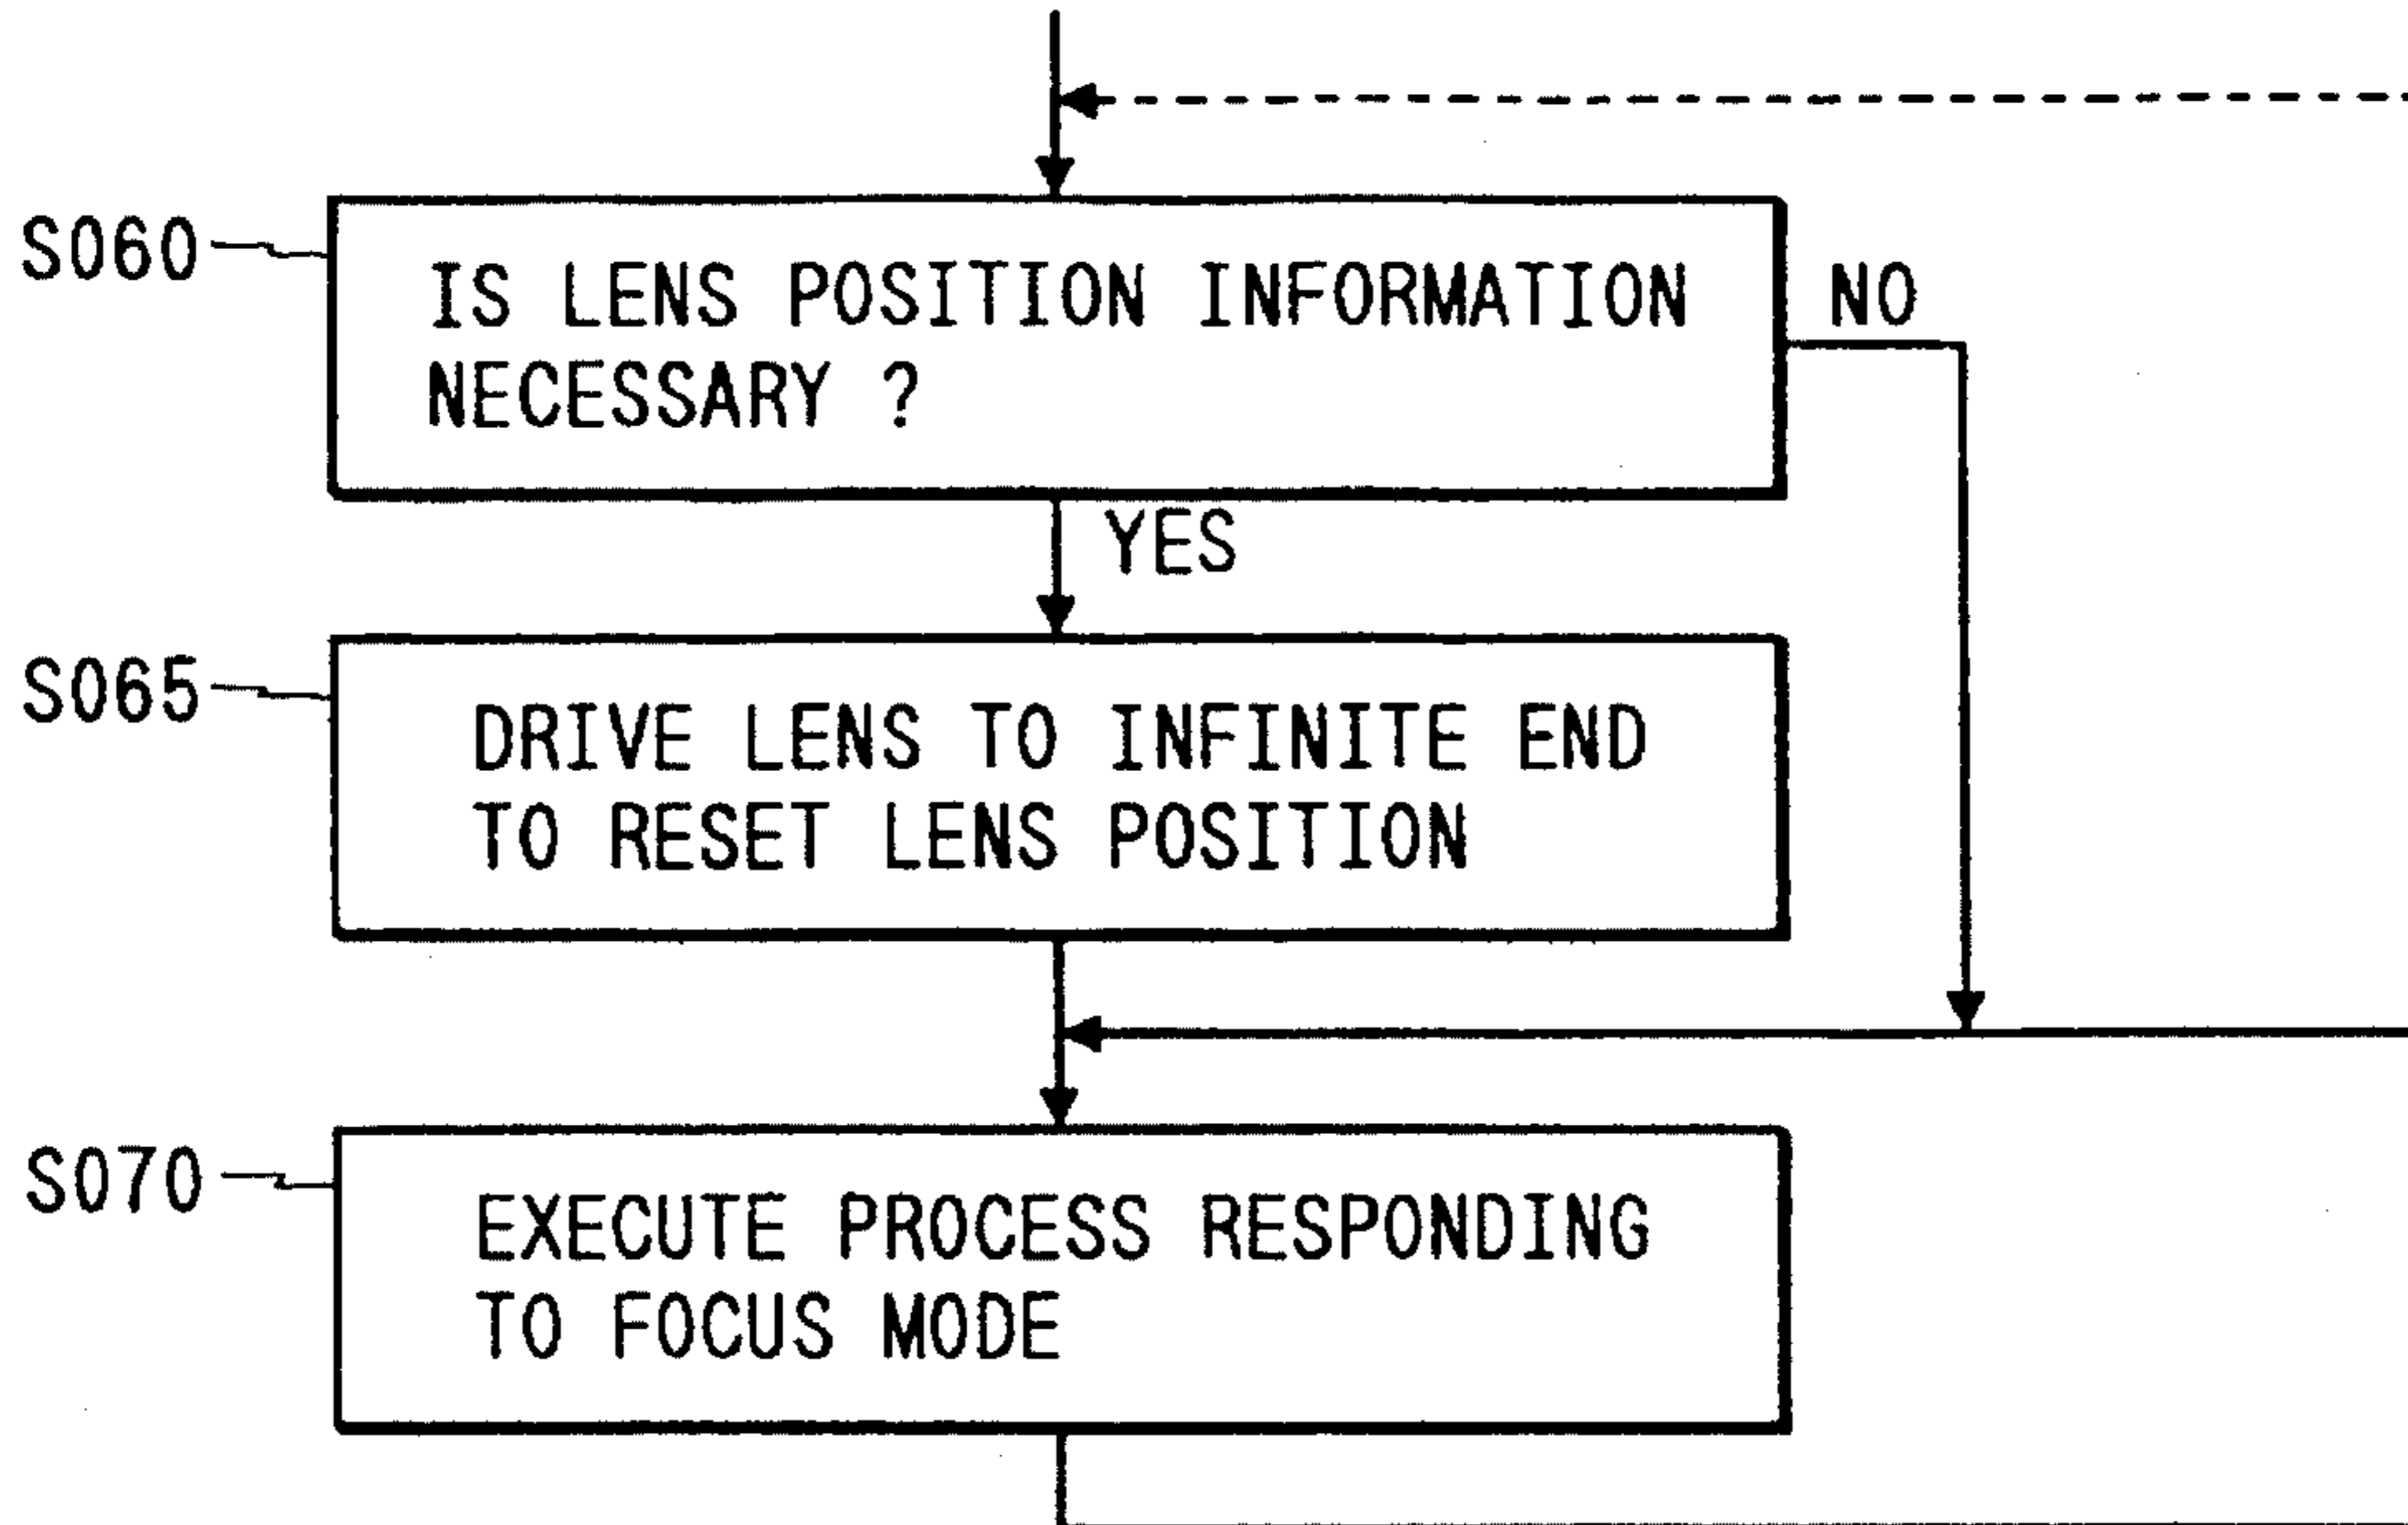 S060
IS LENS POSITION INFORMATION
NECESSARY ?
NO
YES
S065
DRIVE LENS TO INFINITE END
TO RESET LENS POSITION
S070
EXECUTE PROCESS RESPONDING
TO FOCUS MODE